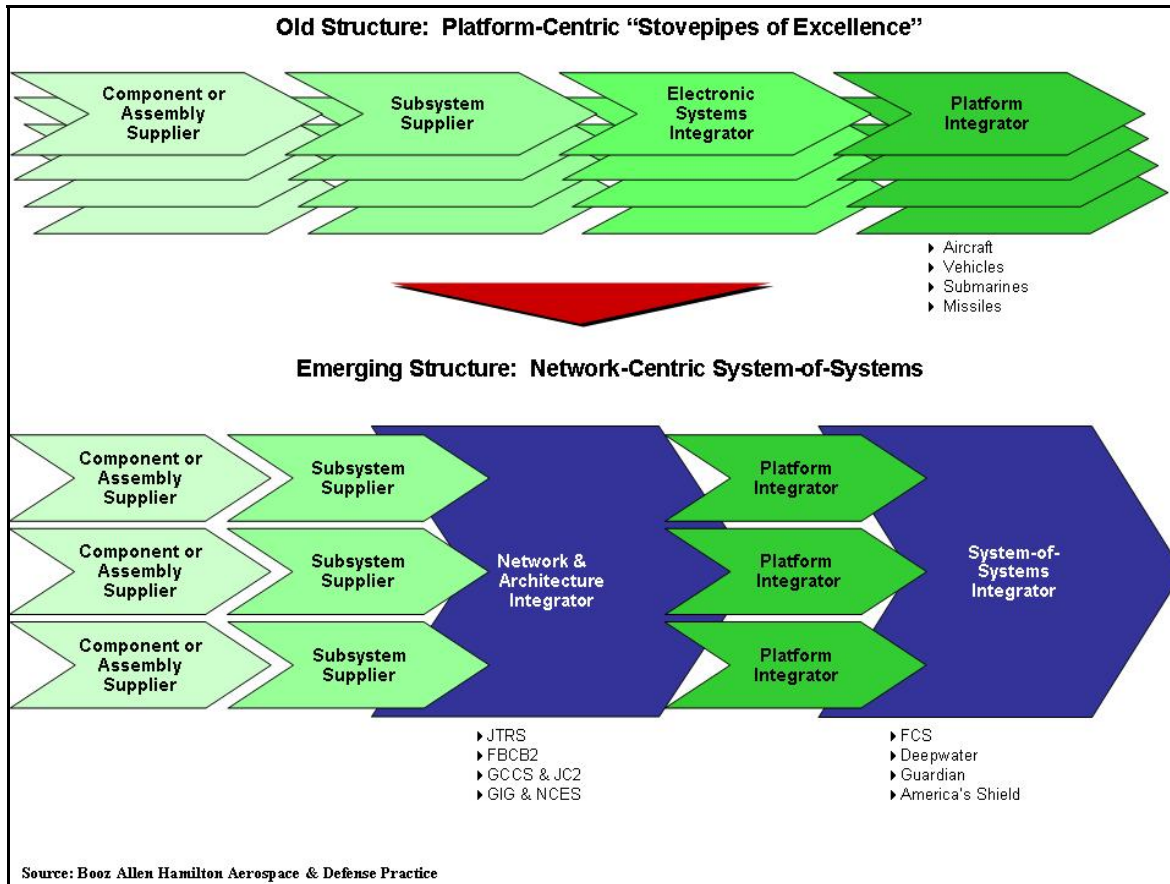 Old Structure: Platform-Centric “Stovepipes of Excellence”
Component or
Assembly
Supplier
Subsystem
Supplier
Electronic
Systems
Integrator
Platform
Integrator
Aircraft
Vehicles
Submarines
Missiles
Emerging Structure: Network-Centric System-of-Systems
Component or
Assembly
Supplier
Subsystem
Supplier
Platform
Integrator
Component or
Assembly
Supplier
Subsystem
Supplier
Network &
Architecture
Integrator
Platform
Integrator
System-of-
Systems
Integrator
Component or
Assembly
Supplier
Subsystem
Supplier
Platform
Integrator
JTRS
FBCB2
GCCS & JC2
GIG & NCES
FCS
Deepwater
Guardian
America's Shield
Source: Booz Allen Hamilton Aerospace & Defense Practice